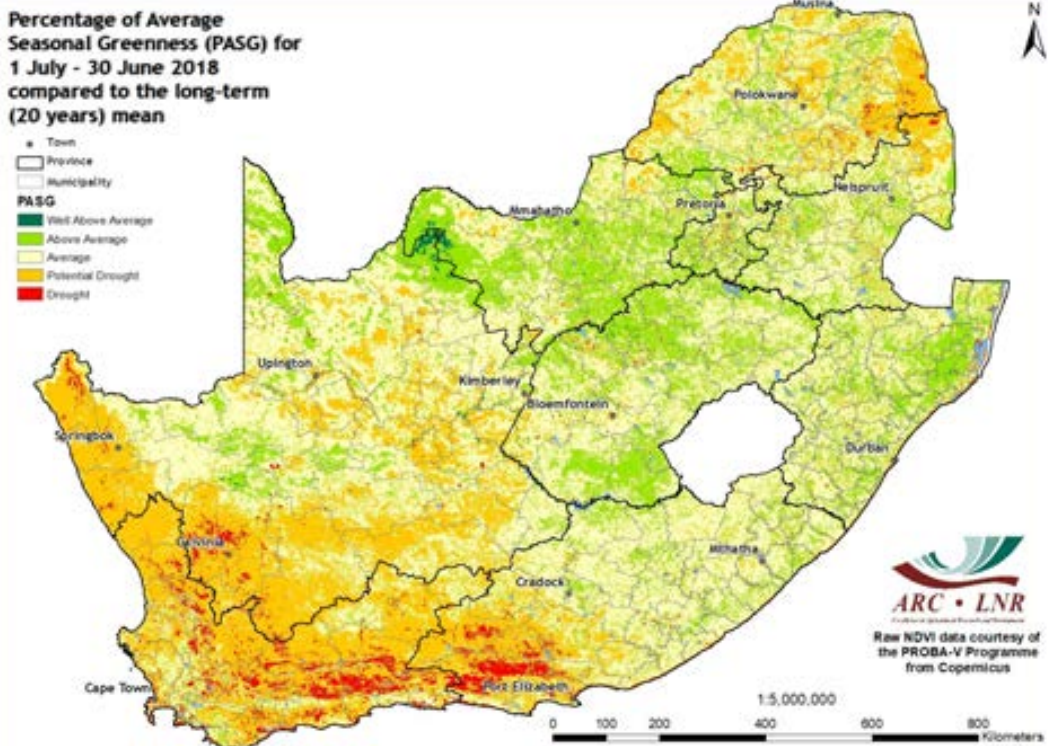 Percentage of Average
Seasonal Greenness (PASG) for
1 July - 30 June 2018
compared to the long-term
(20 years) mean
Town
Province
Municipality
PASG
Well Above Average
Above Average
Average
Potential Drought
Drought
N
Musina
Polokwane
Nelspruit
Pretoria
Mmabatho
Upington
Kimberley
Bloemfontein
Springbok
Durban
Calvinia
Mthatha
Cradock
Cape Town
Port Elizabeth
ARC • LNR
Raw NDVI data courtesy of
the PROBA-V Programme
from Copernicus
1:5,000,000
0 100 200 400 600 800
Kilometers